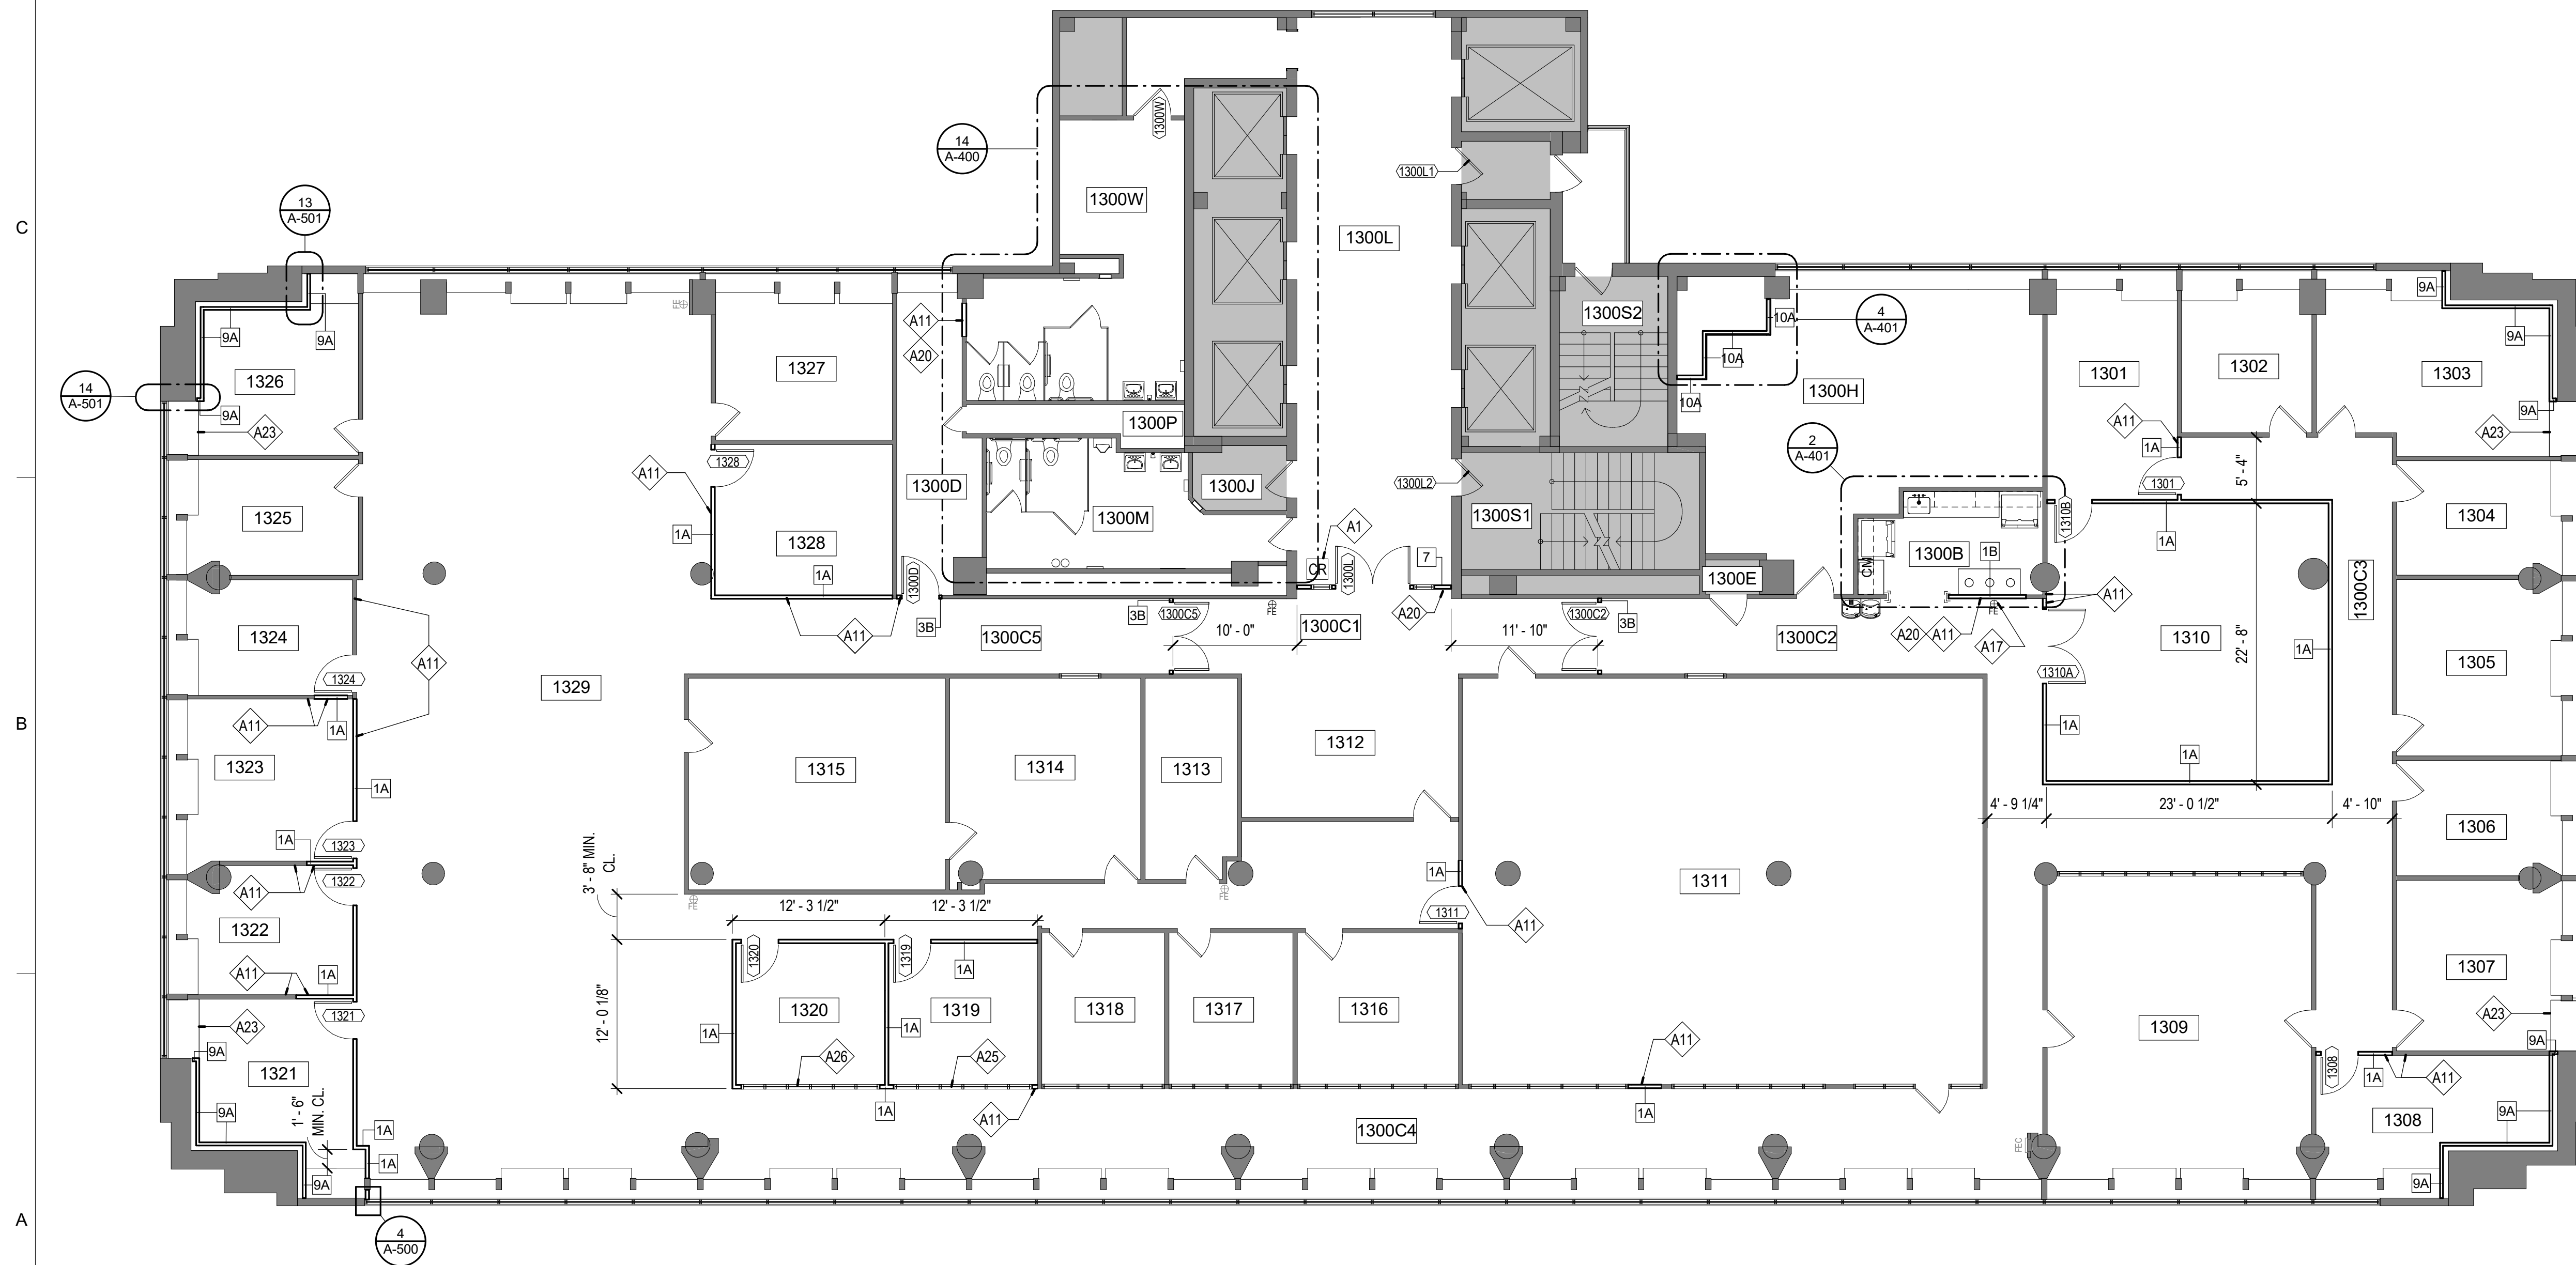 C
B
A
14
A-400
13
A-501
14
A-501
4
A-401
2
A-401
4
A-500
1300W
1300W
1300L1
1300L
1300S2
10A
10A
10A
1300H
FE
A11
A20
9A
9A
9A
1326
A23
1327
1301
1302
1303
9A
9A
9A
A23
A11
1A
1301
5' - 4"
1300P
1328
A11
1325
1A
1328
1A
1300D
1300D
1300J
1300M
1300L2
1300S1
A1
CR
1300L
7
A20
1300E
CM
1300B
1B
1310B
1A
1304
A11
1324
A11
1324
A11
3B
1300C5
3B
1300C5
FE
10' - 0"
1300C1
11' - 10"
1300C2
3B
1300C2
FE
A20
A11
A17
1310
22' - 8"
1A
1300C3
1305
1310A
1A
1A
1329
A11
1A
1323
1A
1A
1323
1322
A11
1322
A11
1A
1321
A23
9A
1321
9A
1' - 6"
MIN. CL.
1A
1A
9A
1315
1314
1313
1312
1311
1A
1311
A11
4' - 9 1/4"
23' - 0 1/2"
4' - 10"
1306
1307
A23
9A
3' - 8" MIN.
CL.
FE
FE
12' - 3 1/2"
12' - 3 1/2"
12' - 0 1/8"
1320
1319
1A
1A
1320
1A
1319
A26
A25
1A
A11
1318
1317
1316
A11
1A
1309
1308
1A
A11
9A
1308
9A
1300C4
FEC